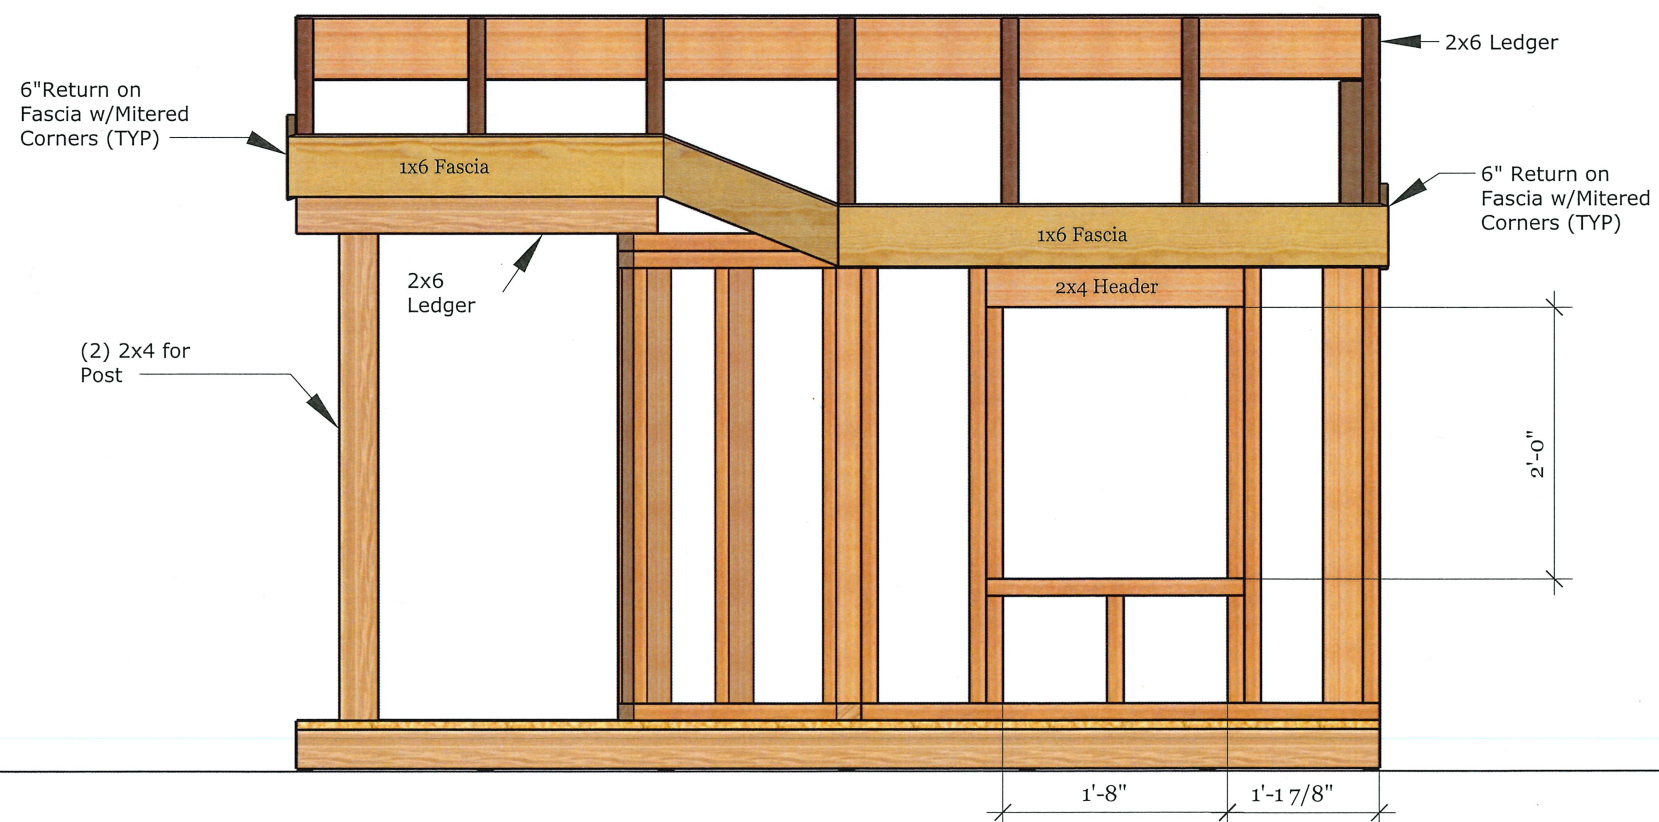 2x6 Ledger
6"Return on
Fascia w/Mitered
Corners (TYP)
1x6 Fascia
6" Return on
Fascia w/Mitered
Corners (TYP)
1x6 Fascia
2x6
Ledger
2x4 Header
(2) 2x4 for
Post
2'-0"
1'-8"
1'-1 7/8"